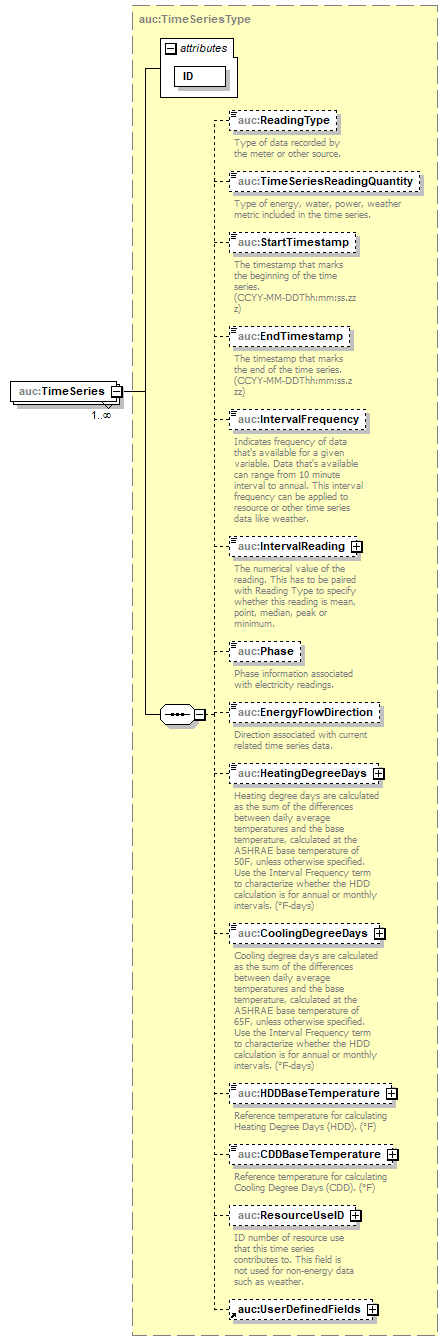 auc:TimeSeriesType
attributes
ID
auc:ReadingType
Type of data recorded by
the meter or other source.
auc:TimeSeriesReadingQuantity
Type of energy, water, power, weather
metric included in the time series.
auc:StartTimestamp
The timestamp that marks
the beginning of the time
series.
(CCYY-MM-DDThh:mm:ss.zz
z)
auc:EndTimestamp
The timestamp that marks
the end of the time series.
(CCYY-MM-DDThh:mm:ss.z
zz)
auc:TimeSeries
1..∞
auc:IntervalFrequency
Indicates frequency of data
that's available for a given
variable. Data that's available
can range from 10 minute
interval to annual. This interval
frequency can be applied to
resource or other time series
data like weather.
auc:IntervalReading
The numerical value of the
reading. This has to be paired
with Reading Type to specify
whether this reading is mean,
point, median, peak or
minimum.
auc:Phase
Phase information associated
with electricity readings.
auc:EnergyFlowDirection
Direction associated with current
related time series data.
auc:HeatingDegreeDays
Heating degree days are calculated
as the sum of the differences
between daily average
temperatures and the base
temperature, calculated at the
ASHRAE base temperature of
50F, unless otherwise specified.
Use the Interval Frequency term
to characterize whether the HDD
calculation is for annual or monthly
intervals. (°F-days)
auc:CoolingDegreeDays
Cooling degree days are calculated
as the sum of the differences
between daily average
temperatures and the base
temperature, calculated at the
ASHRAE base temperature of
65F, unless otherwise specified.
Use the Interval Frequency term
to characterize whether the HDD
calculation is for annual or monthly
intervals. (°F-days)
auc:HDDBaseTemperature
Reference temperature for calculating
Heating Degree Days (HDD). (°F)
auc:CDDBaseTemperature
Reference temperature for calculating
Cooling Degree Days (CDD). (°F)
auc:ResourceUseID
ID number of resource use
that this time series
contributes to. This field is
not used for non-energy data
such as weather.
auc:UserDefinedFields